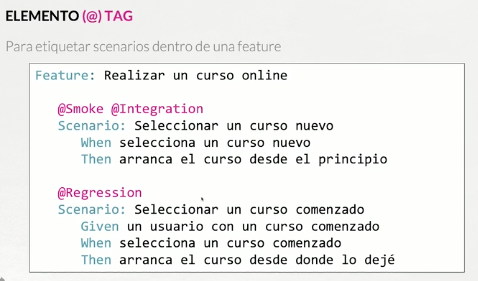 ELEMENTO (@) TAG
Para etiquetar scenarios dentro de una feature
Feature: Realizar un curso online
@Smoke @Integration
Scenario: Seleccionar un curso nuevo
When selecciona un curso nuevo
Then arranca el curso desde el principio
@Regression
Scenario: Seleccionar un curso comenzado
Given un usuario con un curso comenzado
When selecciona un curso comenzado
Then arranca el curso desde donde lo dejé